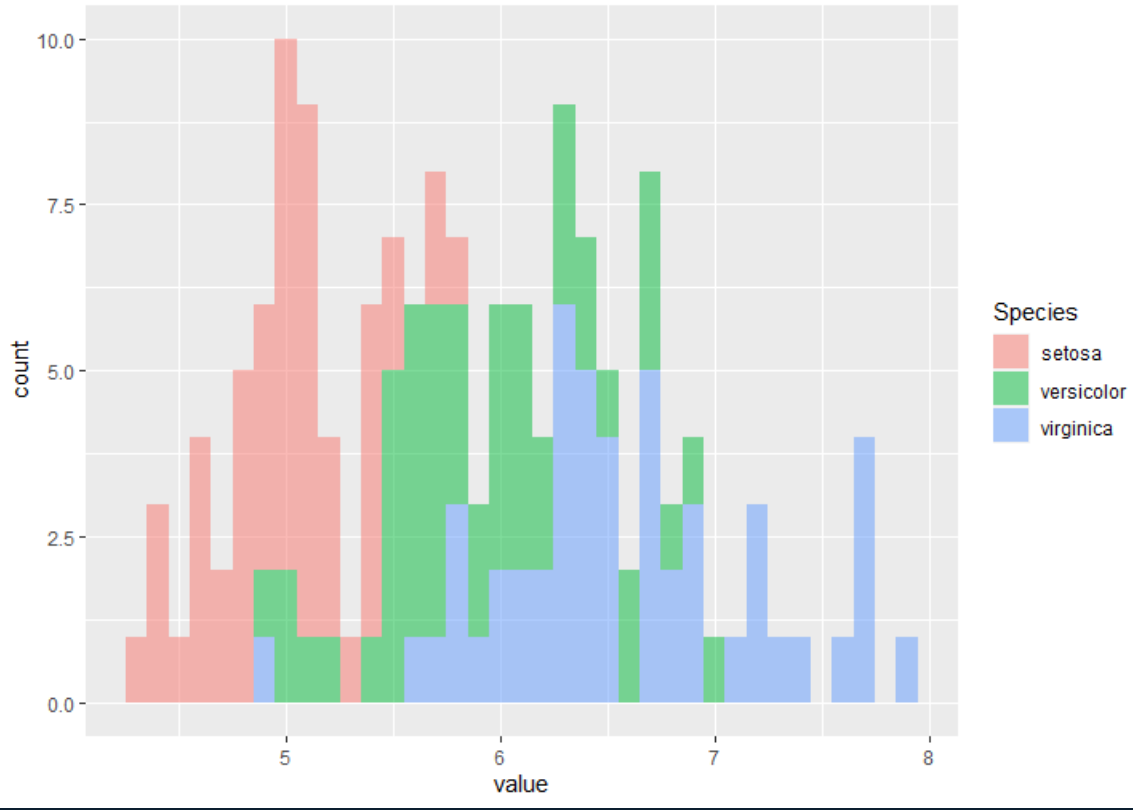 10.0
7.5
5.0
2.5
0.0
count
5 6 7 8
value
Species
setosa
versicolor
virginica